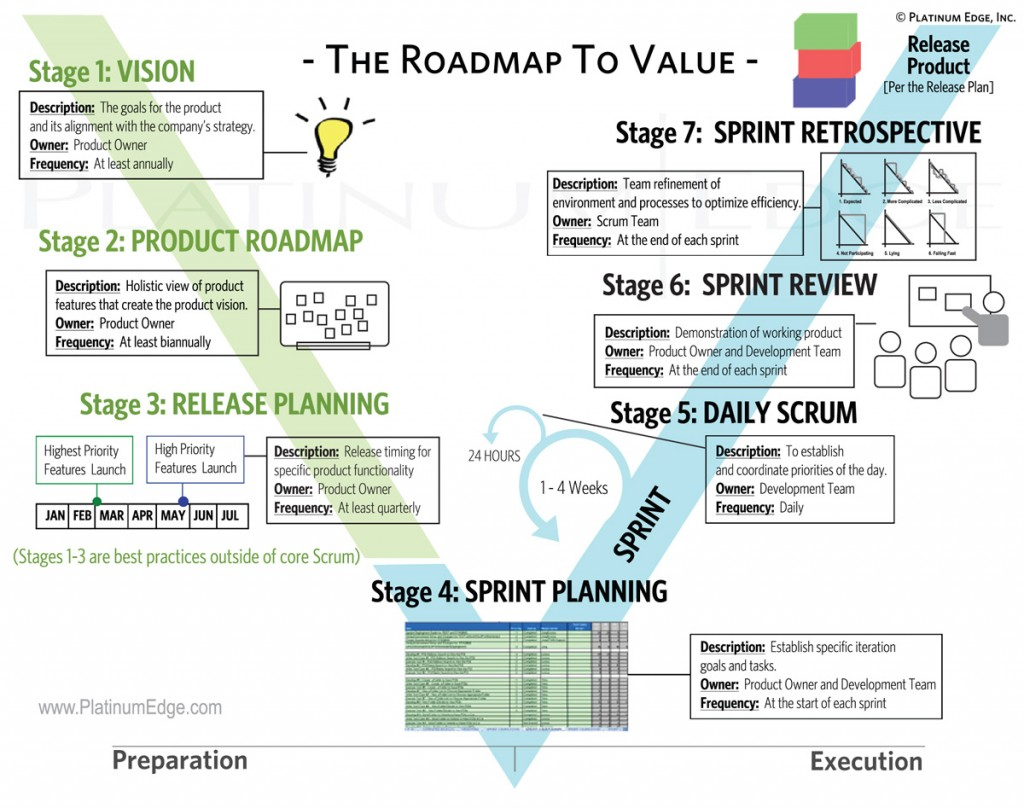 © Platinum Edge, Inc.
- The Roadmap To Value -
Release
Product
[Per the Release Plan]
Stage 1: VISION
Description: The goals for the product
and its alignment with the company's strategy.
Owner: Product Owner
Frequency: At least annually
Stage 2: PRODUCT ROADMAP
Description: Holistic view of product
features that create the product vision.
Owner: Product Owner
Frequency: At least biannually
Stage 3: RELEASE PLANNING
Highest Priority
Features Launch
High Priority
Features Launch
JAN FEB MAR APR MAY JUN JUL
Description: Release timing for
specific product functionality
Owner: Product Owner
Frequency: At least quarterly
(Stages 1-3 are best practices outside of core Scrum)
Stage 7: SPRINT RETROSPECTIVE
Description: Team refinement of
environment and processes to optimize efficiency.
Owner: Scrum Team
Frequency: At the end of each sprint
1. Expected
2. More Complicated
3. Less Complicated
4. Not Participating
5. Lying
6. Failing Fast
Stage 6: SPRINT REVIEW
Description: Demonstration of working product
Owner: Product Owner and Development Team
Frequency: At the end of each sprint
Stage 5: DAILY SCRUM
24 HOURS
1 - 4 Weeks
Description: To establish
and coordinate priorities of the day.
Owner: Development Team
Frequency: Daily
SPRINT
Stage 4: SPRINT PLANNING
Description: Establish specific iteration
goals and tasks.
Owner: Product Owner and Development Team
Frequency: At the start of each sprint
www.PlatinumEdge.com
Preparation
Execution
PLATINUM EDGE